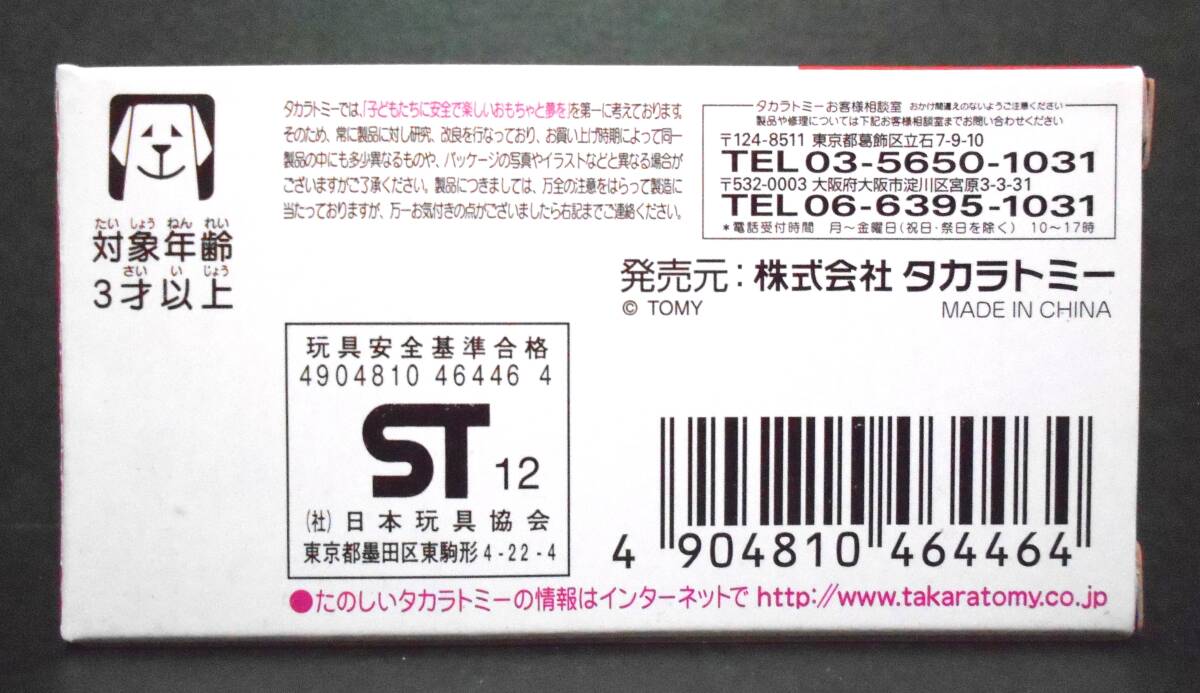 たい しょう ねん れい
対象年齢
さい い じょう
3才以上
タカラトミーでは、「子どもたちに安全で楽しいおもちゃと夢を」を第一に考えております。
そのため、常に製品に対し研究、改良を行なっており、お買い上げ時期によって同一
製品の中にも多少異なるものや、パッケージの写真やイラストなどと異なる場合が
ございますがご了承ください。製品につきましては、万全の注意をはらって製造に
当たっておりますが、万一お気付きの点がございましたら右記までご連絡ください。
タカラトミーお客様相談室 おかけ間違えのないようご注意ください
製品や修理については下記お客様相談室までお問い合わせください
〒124-8511 東京都葛飾区立石7-9-10
TEL03-5650-1031
〒532-0003 大阪府大阪市淀川区宮原3-3-31
TEL06-6395-1031
*電話受付時間 月～金曜日(祝日・祭日を除く) 10～17時
発売元：株式会社 タカラトミー
© TOMY MADE IN CHINA
玩具安全基準合格
4904810 46446 4
ST 12
(社)日本玩具協会
東京都墨田区東駒形4-22-4
4 904810 464464
●たのしいタカラトミーの情報はインターネットで http://www.takaratomy.co.jp